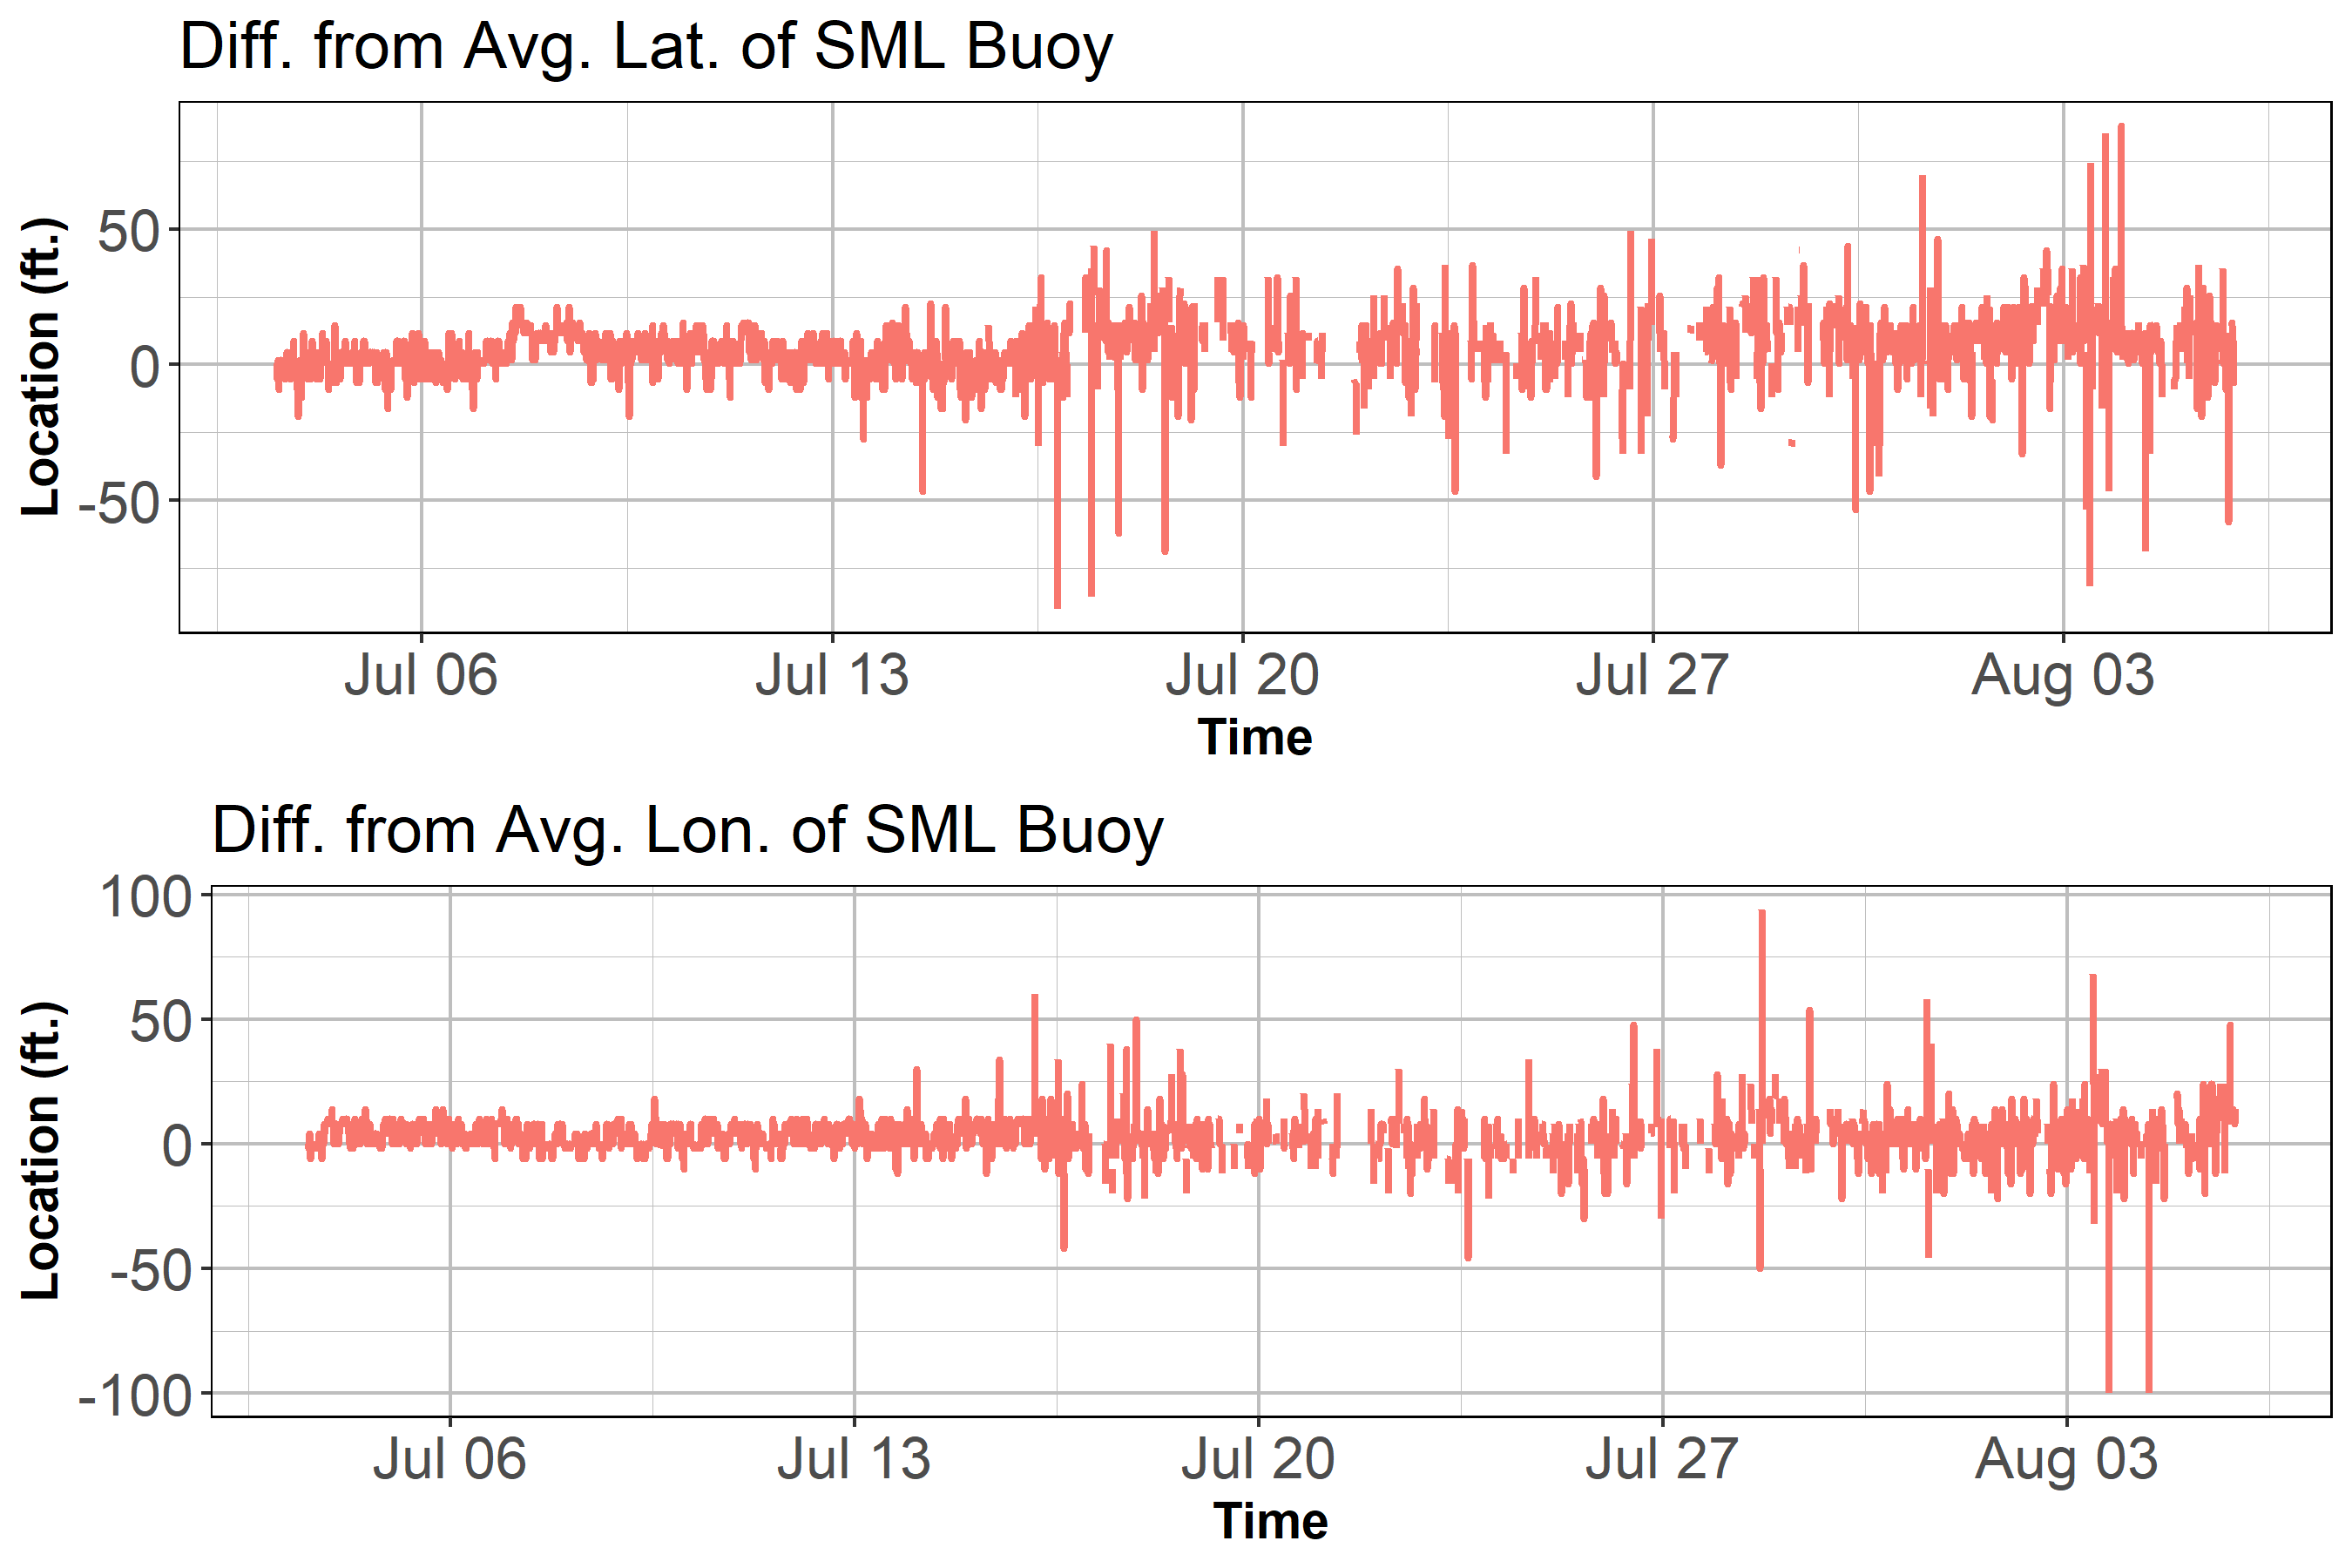 Diff. from Avg. Lat. of SML Buoy
Location (ft.)
50
0
-50
Jul 06 Jul 13 Jul 20 Jul 27 Aug 03
Time
Diff. from Avg. Lon. of SML Buoy
Location (ft.)
100
50
0
-50
-100
Jul 06 Jul 13 Jul 20 Jul 27 Aug 03
Time